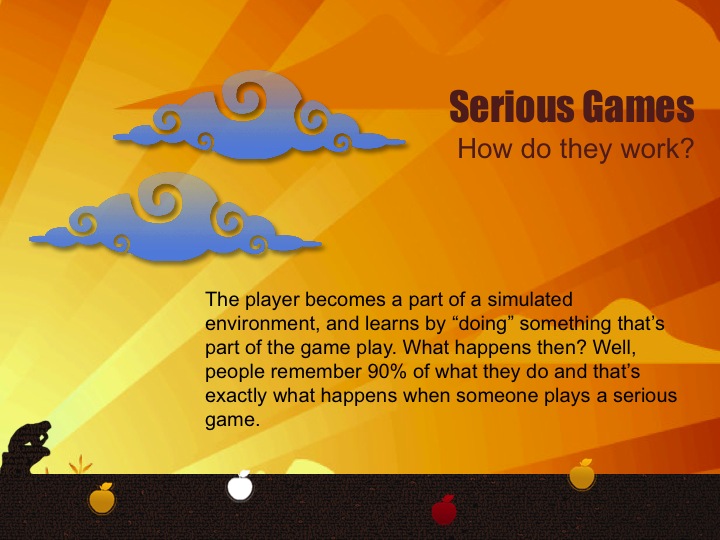 Serious Games
How do they work?
The player becomes a part of a simulated
environment, and learns by “doing” something that’s
part of the game play. What happens then? Well,
people remember 90% of what they do and that’s
exactly what happens when someone plays a serious
game.